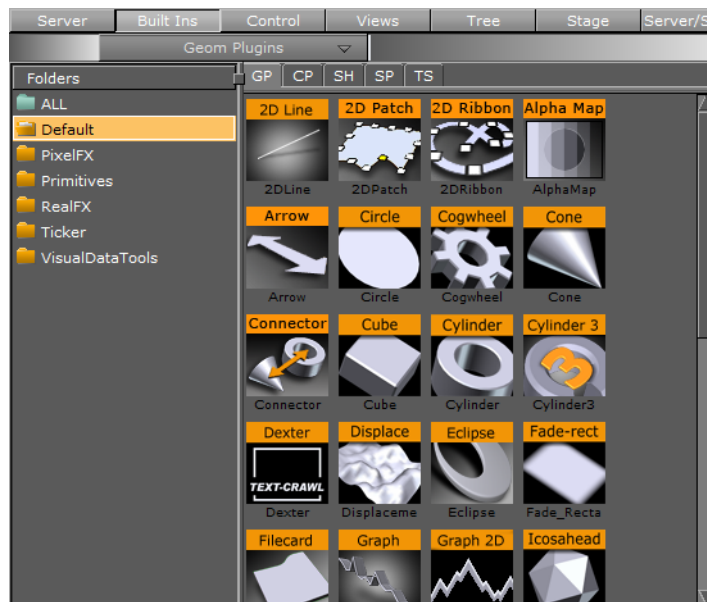 Server Built Ins Control Views Tree Stage Server/S
Geom Plugins
Folders
GP CP SH SP TS
ALL
Default
PixelFX
Primitives
RealFX
Ticker
VisualDataTools
2D Line 2D Patch 2D Ribbon Alpha Map
2DLine 2DPatch 2DRibbon AlphaMap
Arrow Circle Cogwheel Cone
Arrow Circle Cogwheel Cone
Connector Cube Cylinder Cylinder 3
3
Connector Cube Cylinder Cylinder3
Dexter Displace Eclipse Fade-rect
TEXT-CRAWL
Dexter Displaceme Eclipse Fade_Recta
Filecard Graph Graph 2D Icosahead